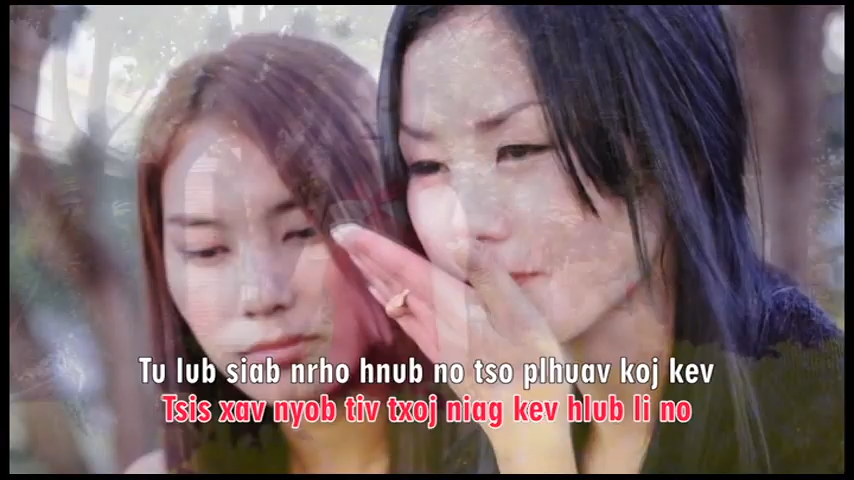 Tu lub siab nrho hnub no tso plhuav koj kev
Tsis xav nyob tiv txoj niag kev hlub li no